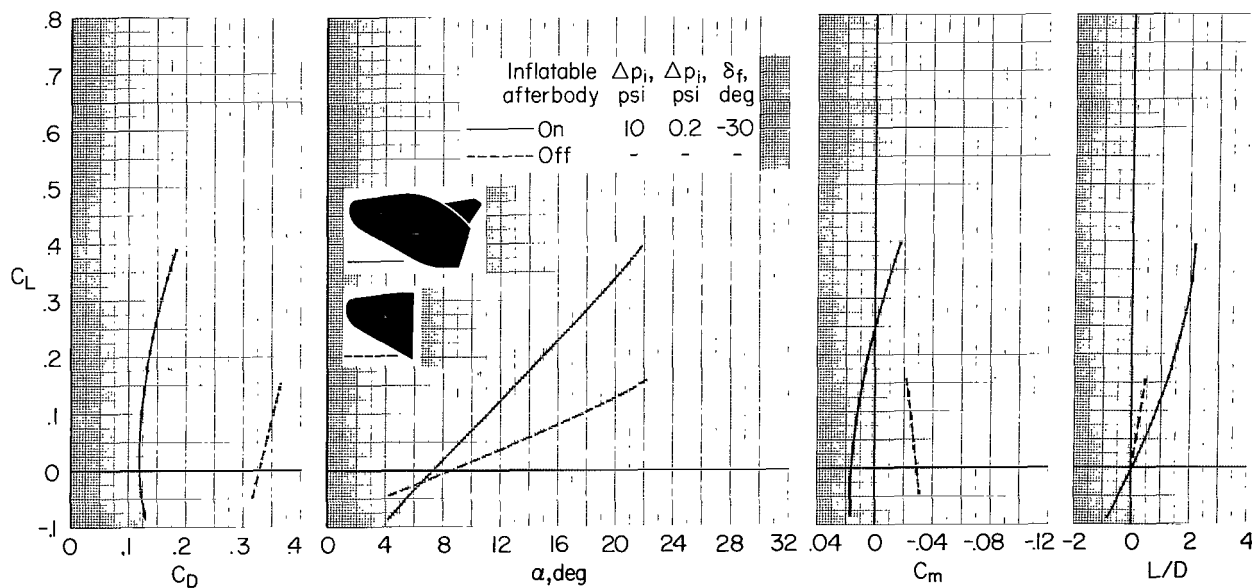 .8
.7
.6
.5
.4
.3
.2
.1
0
-.1
C_L
Inflatable afterbody Δp_i, psi Δp_i, psi δ_f, deg
On 10 0.2 -30
Off - - -
0 .1 .2 .3 .4
C_D
0 4 8 12 16 20 24 28 32
α, deg
.04 0 -.04 -.08 -.12
C_m
-2 0 2 4
L/D